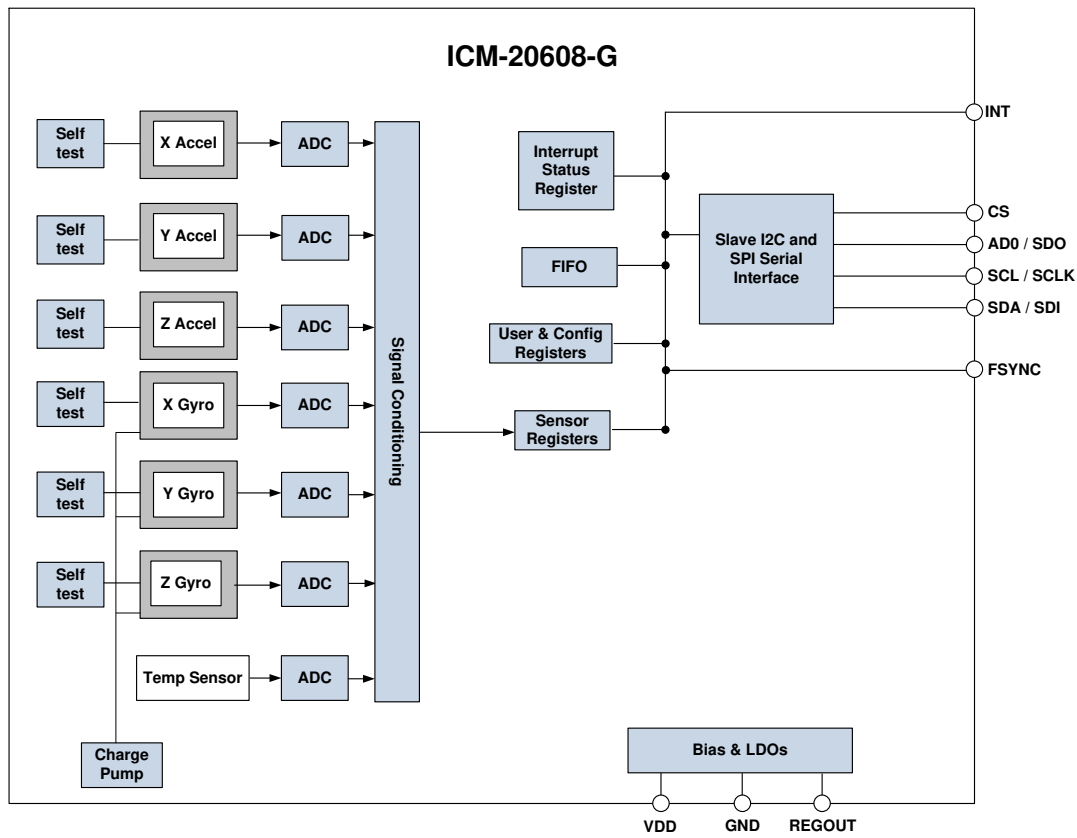 ICM-20608-G
Self
test
X Accel
ADC
Self
test
Y Accel
ADC
Self
test
Z Accel
ADC
Self
test
X Gyro
ADC
Self
test
Y Gyro
ADC
Self
test
Z Gyro
ADC
Temp Sensor
ADC
Charge
Pump
Signal Conditioning
Interrupt
Status
Register
FIFO
User & Config
Registers
Sensor
Registers
Slave I2C and
SPI Serial
Interface
INT
CS
AD0 / SDO
SCL / SCLK
SDA / SDI
FSYNC
Bias & LDOs
VDD
GND
REGOUT